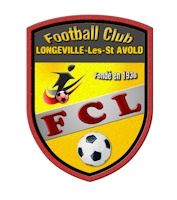 Football Club
LONGEVILLE-Les-St AVOLD
Fondé en 1936
FCL